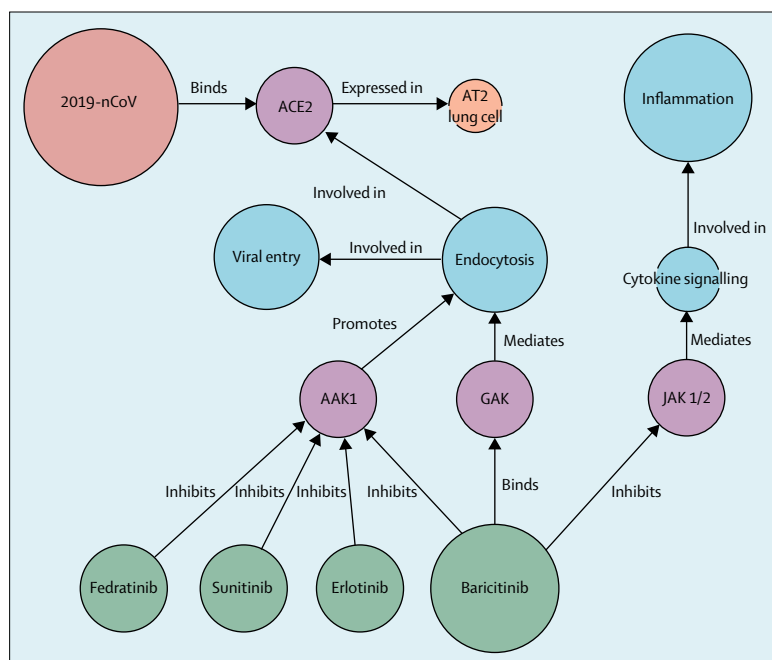 2019-nCoV
Binds
ACE2
Expressed in
AT2
lung cell
Inflammation
Involved in
Viral entry
Involved in
Endocytosis
Involved in
Cytokine signalling
Promotes
Mediates
Mediates
AAK1
GAK
JAK 1/2
Inhibits
Inhibits
Inhibits
Inhibits
Binds
Inhibits
Fedratinib
Sunitinib
Erlotinib
Baricitinib